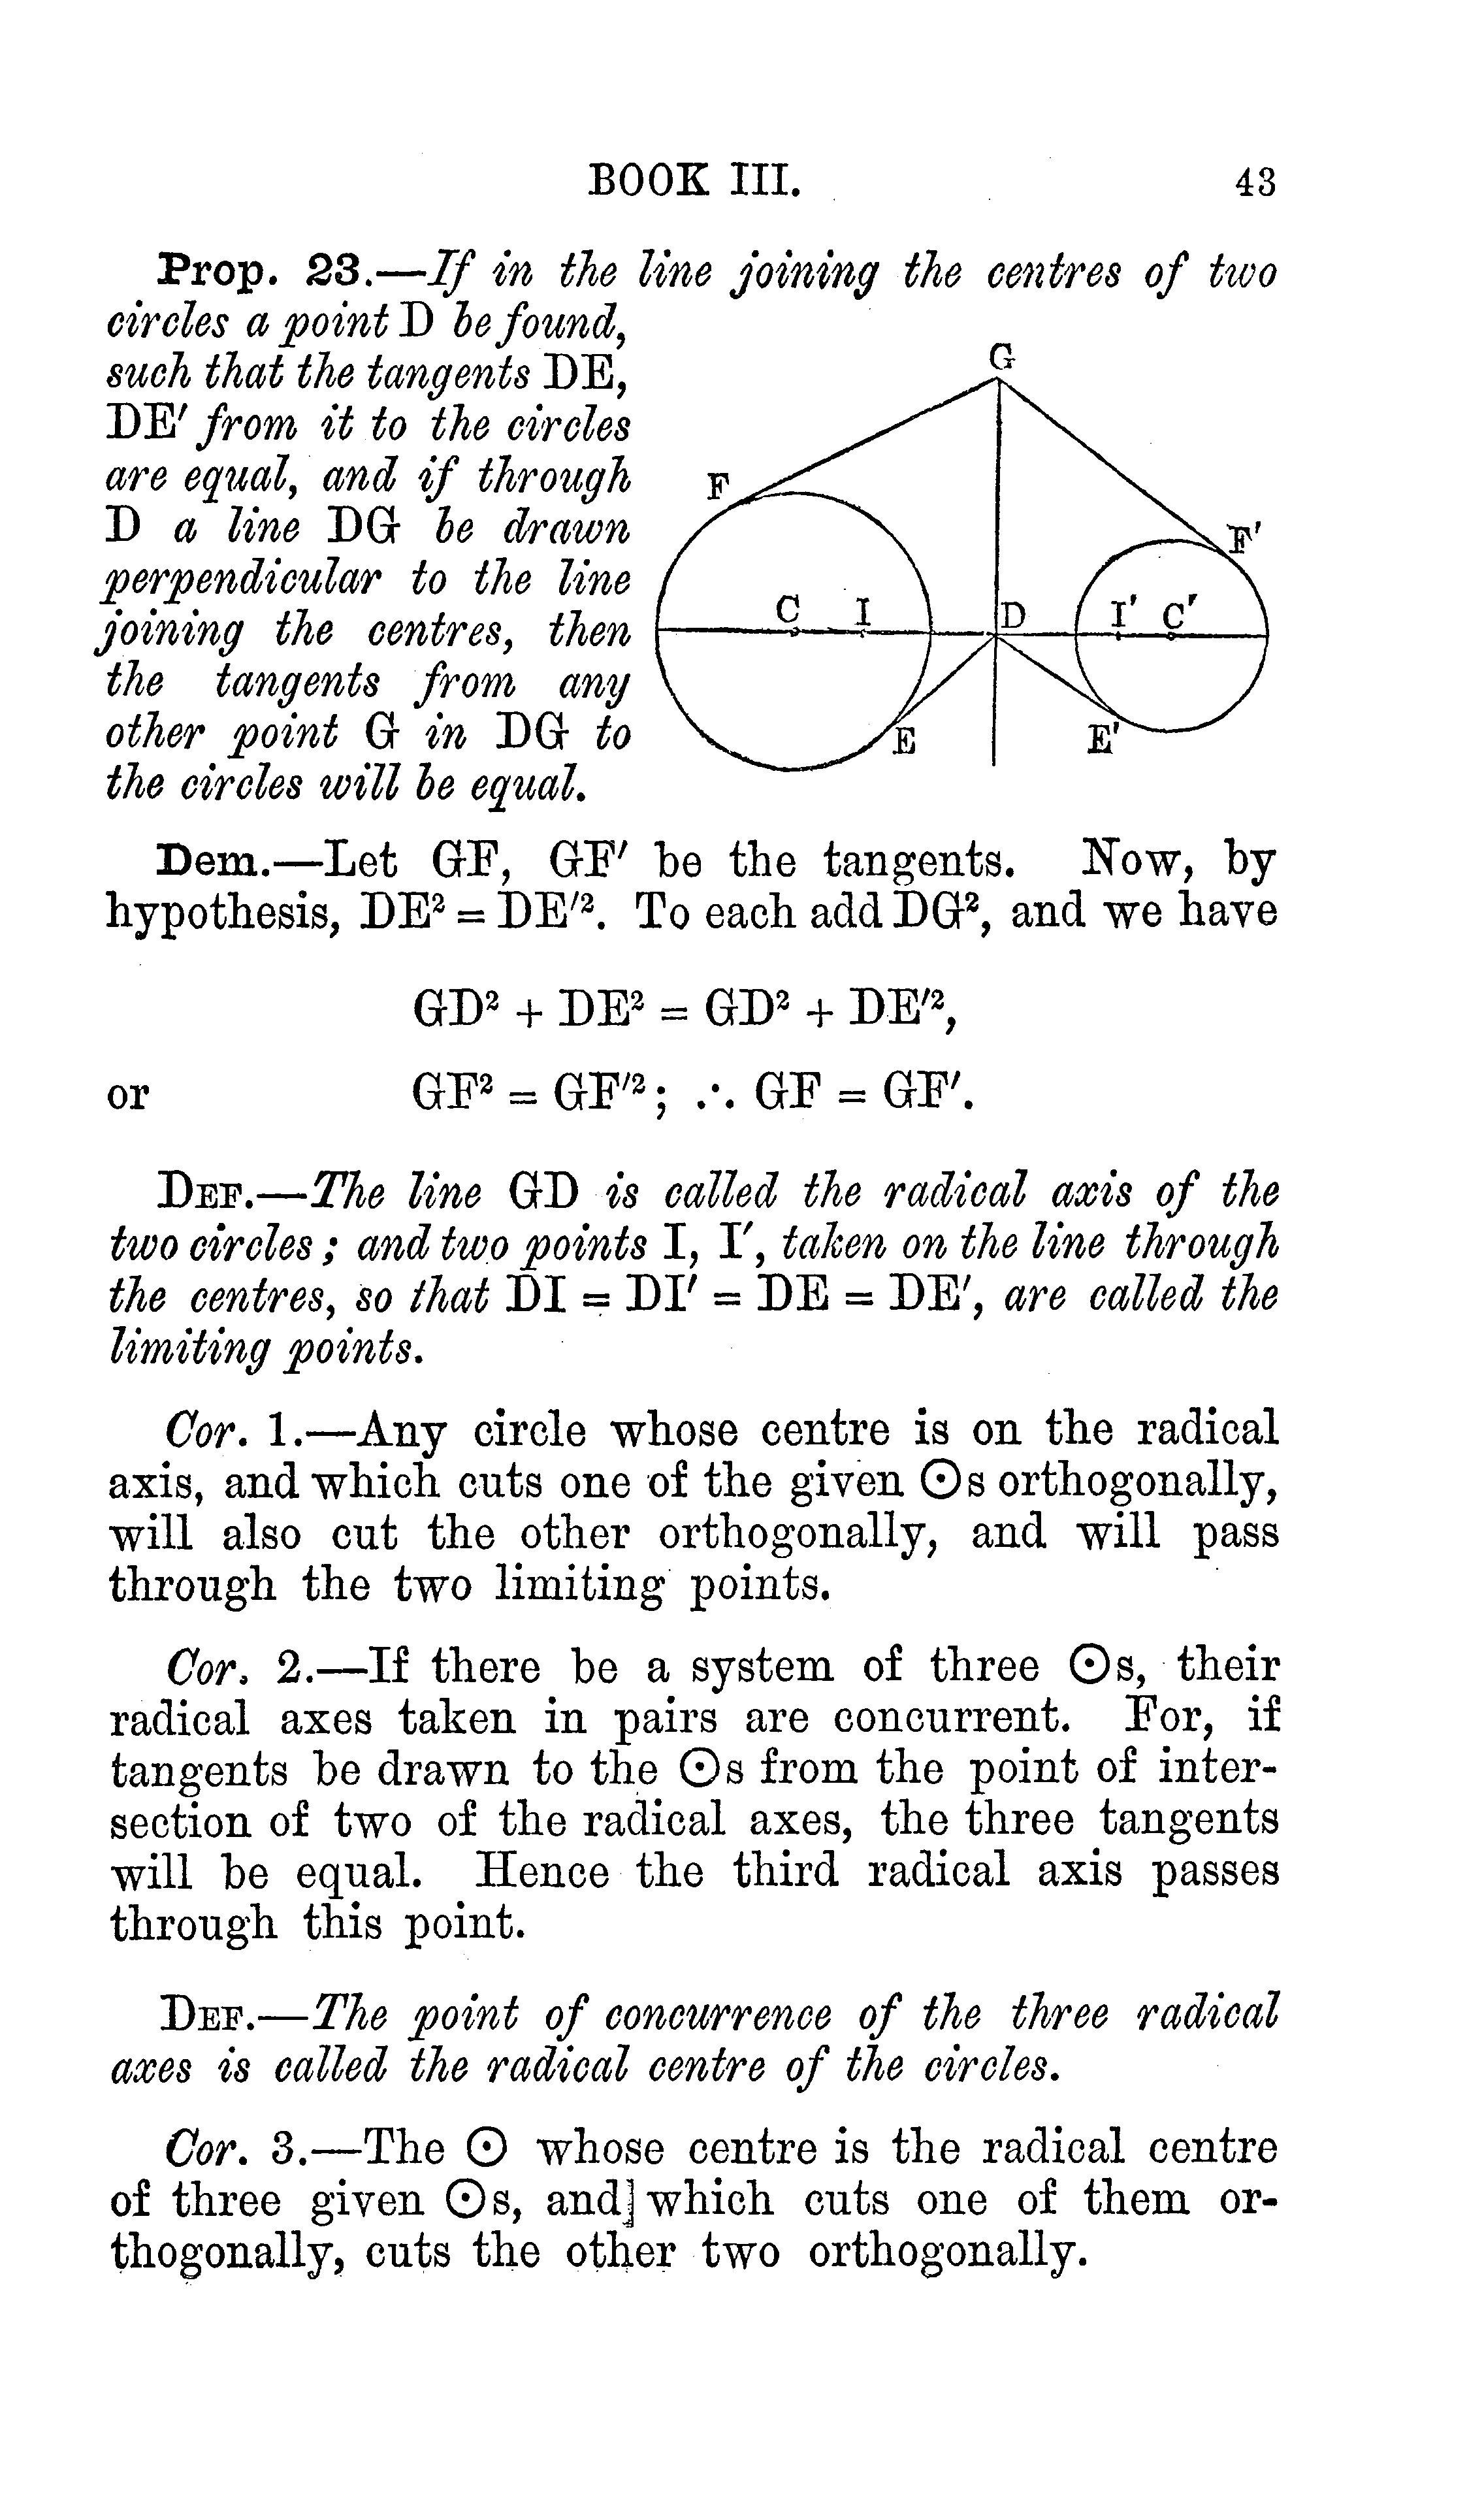 BOOK III. 43
Prop. 23.—If in the line joining the centres of two
circles a point D be found,
such that the tangents DE,
DE′ from it to the circles
are equal, and if through
D a line DG be drawn
perpendicular to the line
joining the centres, then
the tangents from any
other point G in DG to
the circles will be equal.
G
F
F′
C I D I′ C′
E E′
Dem.—Let GF, GF′ be the tangents. Now, by
hypothesis, DE² = DE′². To each add DG², and we have
GD² + DE² = GD² + DE′²,
or GF² = GF′²; ∴ GF = GF′.
DEF.—The line GD is called the radical axis of the
two circles; and two points I, I′, taken on the line through
the centres, so that DI = DI′ = DE = DE′, are called the
limiting points.
Cor. 1.—Any circle whose centre is on the radical
axis, and which cuts one of the given ⊙s orthogonally,
will also cut the other orthogonally, and will pass
through the two limiting points.
Cor. 2.—If there be a system of three ⊙s, their
radical axes taken in pairs are concurrent. For, if
tangents be drawn to the ⊙s from the point of inter-
section of two of the radical axes, the three tangents
will be equal. Hence the third radical axis passes
through this point.
DEF.—The point of concurrence of the three radical
axes is called the radical centre of the circles.
Cor. 3.—The ⊙ whose centre is the radical centre
of three given ⊙s, and] which cuts one of them or-
thogonally, cuts the other two orthogonally.